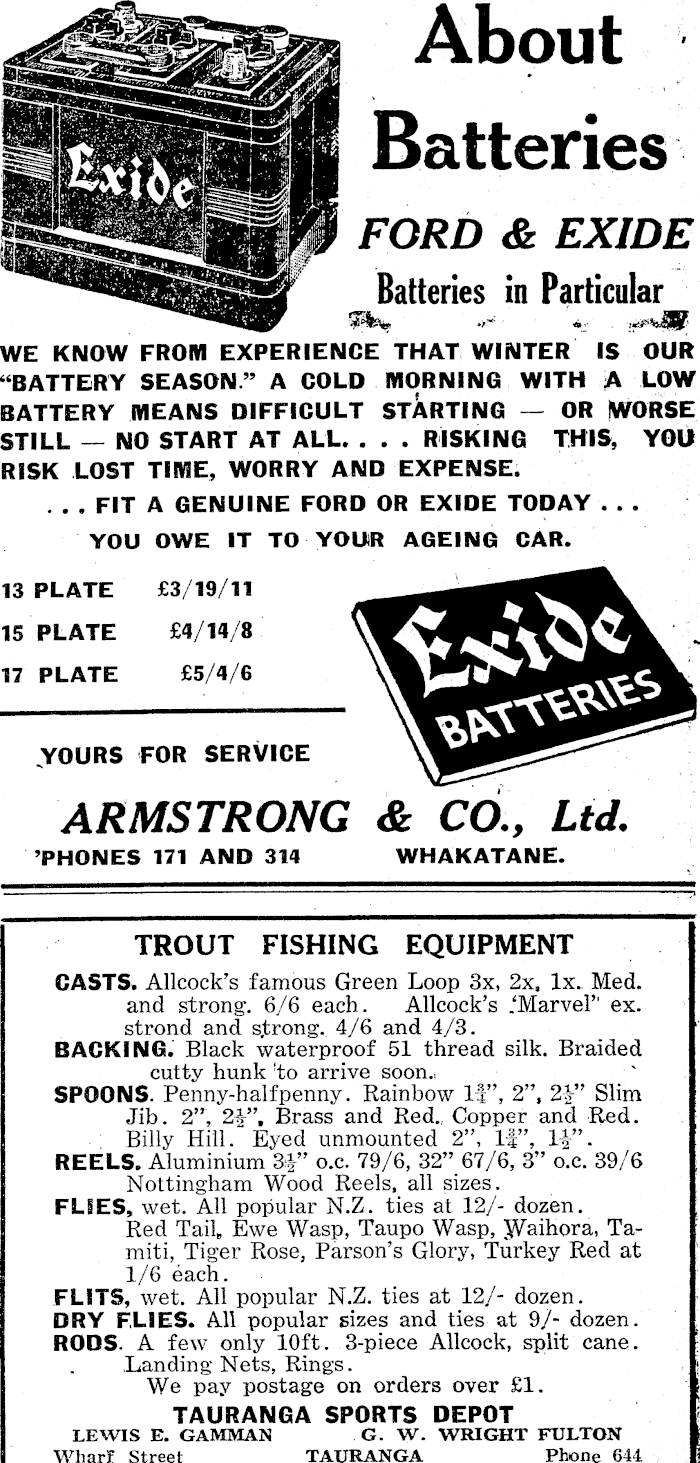 About
Batteries
Exide
FORD & EXIDE
Batteries in Particular
WE KNOW FROM EXPERIENCE THAT WINTER IS OUR
“BATTERY SEASON.” A COLD MORNING WITH A LOW
BATTERY MEANS DIFFICULT STARTING — OR WORSE
STILL — NO START AT ALL. . . . RISKING THIS, YOU
RISK LOST TIME, WORRY AND EXPENSE.
. . . FIT A GENUINE FORD OR EXIDE TODAY . . .
YOU OWE IT TO YOUR AGEING CAR.
13 PLATE £3/19/11
15 PLATE £4/14/8
17 PLATE £5/4/6
Exide
BATTERIES
YOURS FOR SERVICE
ARMSTRONG & CO., Ltd.
’PHONES 171 AND 314 WHAKATANE.
TROUT FISHING EQUIPMENT
CASTS. Allcock’s famous Green Loop 3x, 2x, 1x. Med.
and strong. 6/6 each. Allcock’s ‘Marvel” ex.
strond and strong. 4/6 and 4/3.
BACKING. Black waterproof 51 thread silk. Braided
cutty hunk to arrive soon.
SPOONS. Penny-halfpenny. Rainbow 1¾”, 2”, 2½” Slim
Jib. 2”, 2½”, Brass and Red. Copper and Red.
Billy Hill. Eyed unmounted 2”, 1¾”, 1½”.
REELS. Aluminium 3½” o.c. 79/6, 32” 67/6, 3” o.c. 39/6
Nottingham Wood Reels, all sizes.
FLIES, wet. All popular N.Z. ties at 12/- dozen.
Red Tail, Ewe Wasp, Taupo Wasp, Waihora, Ta-
miti, Tiger Rose, Parson’s Glory, Turkey Red at
1/6 each.
FLITS, wet. All popular N.Z. ties at 12/- dozen.
DRY FLIES. All popular sizes and ties at 9/- dozen.
RODS. A few only 10ft. 3-piece Allcock, split cane.
Landing Nets, Rings.
We pay postage on orders over £1.
TAURANGA SPORTS DEPOT
LEWIS E. GAMMAN G. W. WRIGHT FULTON
Wharf Street TAURANGA Phone 644